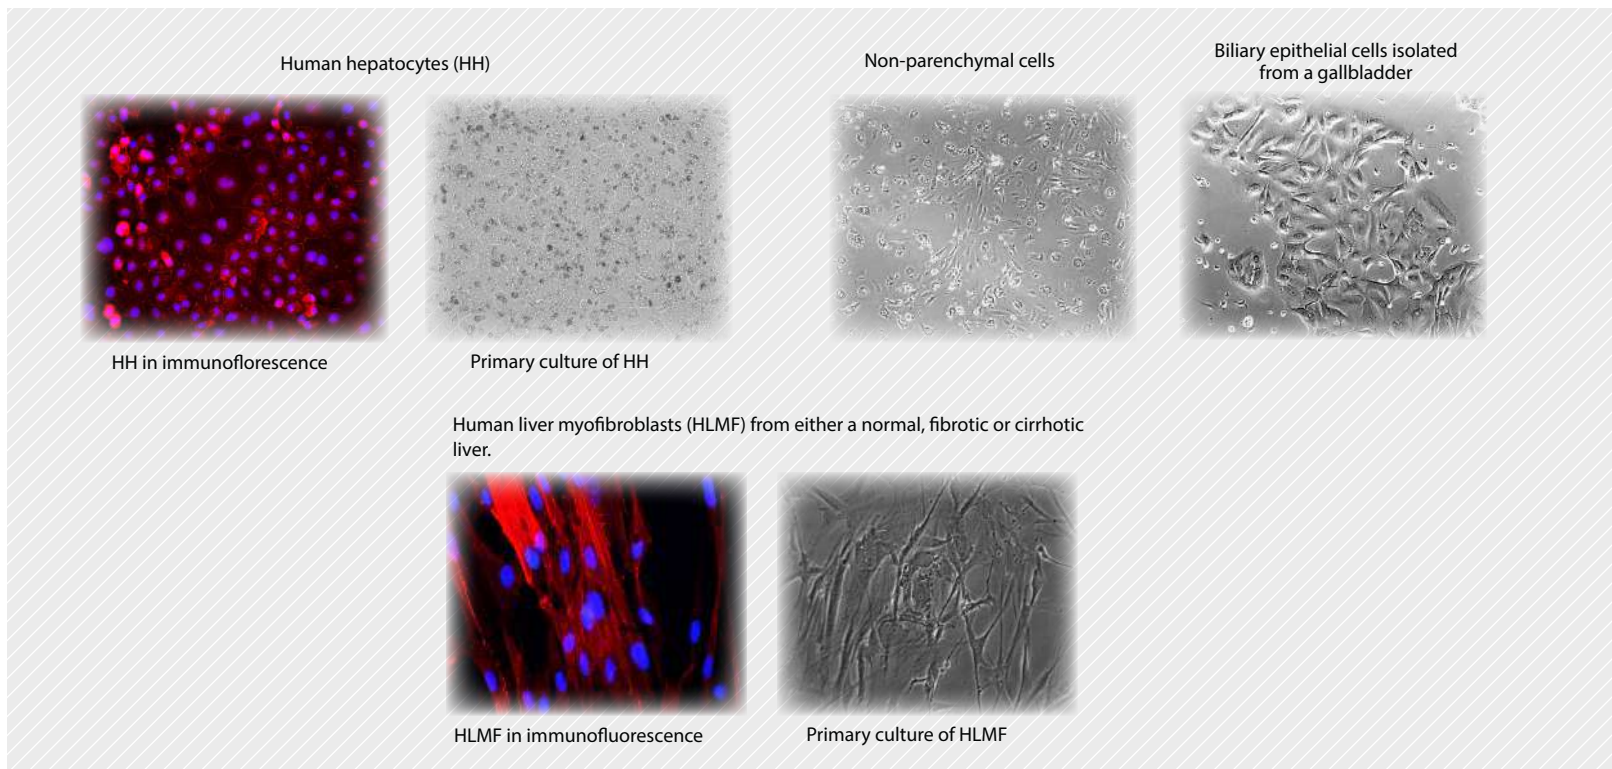 Human hepatocytes (HH)
Non-parenchymal cells
Biliary epithelial cells isolated
from a gallbladder
HH in immunoflorescence
Primary culture of HH
Human liver myofibroblasts (HLMF) from either a normal, fibrotic or cirrhotic
liver.
HLMF in immunofluorescence
Primary culture of HLMF